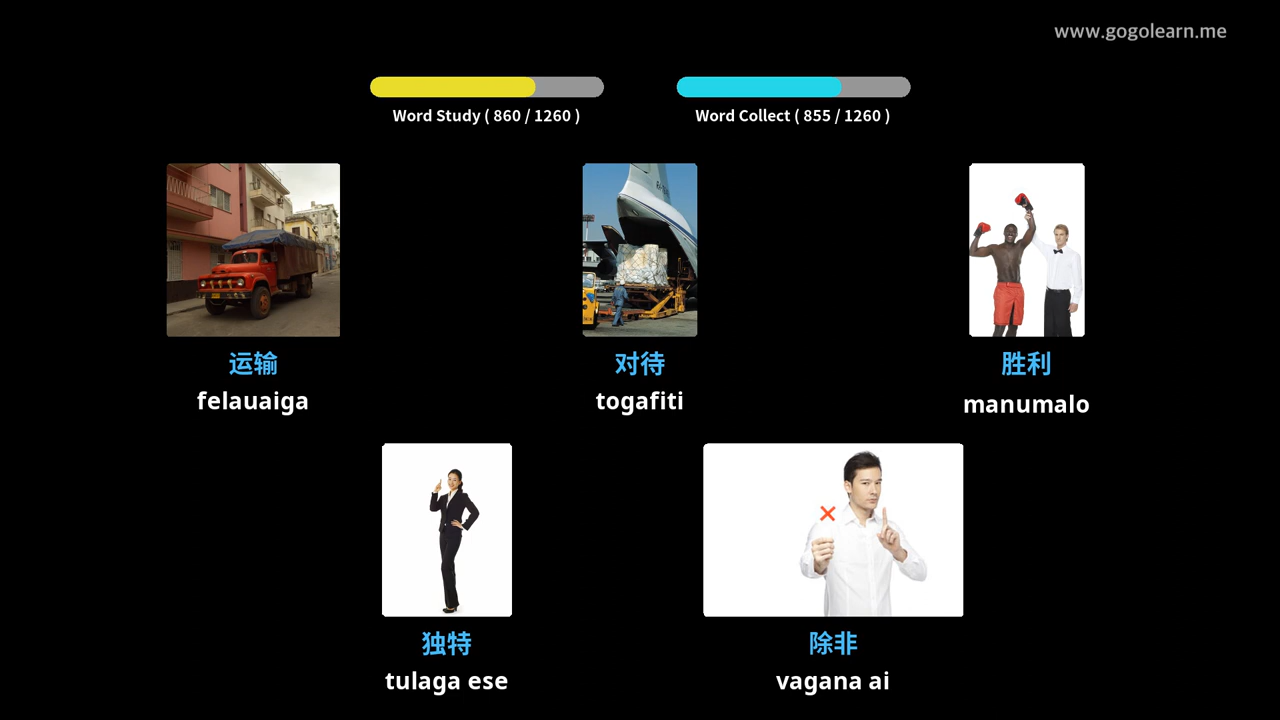 www.gogolearn.me
Word Study ( 860 / 1260 )
Word Collect ( 855 / 1260 )
运输
felauaiga
对待
togafiti
胜利
manumalo
独特
tulaga ese
除非
vagana ai